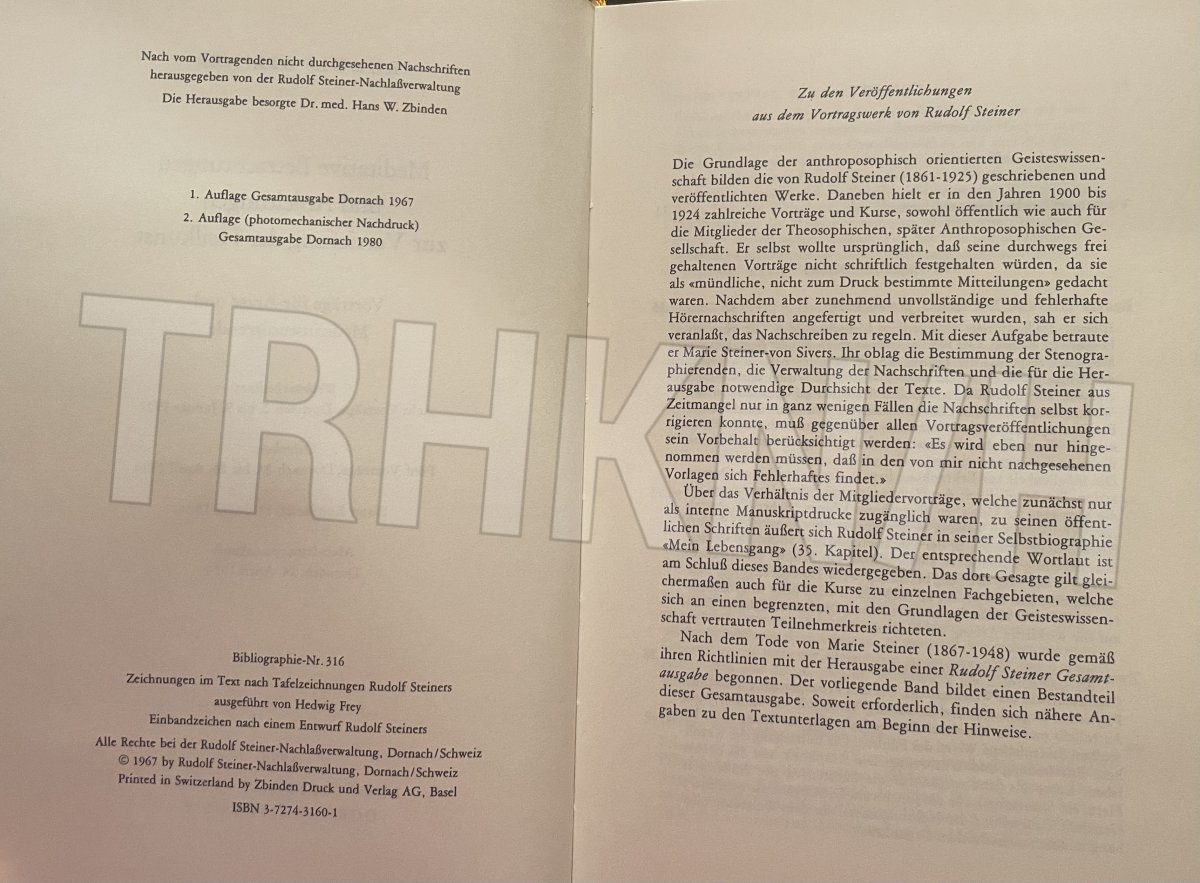 Nach vom Vortragenden nicht durchgesehenen Nachschriften
herausgegeben von der Rudolf Steiner-Nachlaßverwaltung
Die Herausgabe besorgte Dr. med. Hans W. Zbinden
1. Auflage Gesamtausgabe Dornach 1967
2. Auflage (photomechanischer Nachdruck)
Gesamtausgabe Dornach 1980
Bibliographie-Nr. 316
Zeichnungen im Text nach Tafelzeichnungen Rudolf Steiners
ausgeführt von Hedwig Frey
Einbandzeichen nach einem Entwurf Rudolf Steiners
Alle Rechte bei der Rudolf Steiner-Nachlaßverwaltung, Dornach/Schweiz
© 1967 by Rudolf Steiner-Nachlaßverwaltung, Dornach/Schweiz
Printed in Switzerland by Zbinden Druck und Verlag AG, Basel
ISBN 3-7274-3160-1
Zu den Veröffentlichungen
aus dem Vortragswerk von Rudolf Steiner
Die Grundlage der anthroposophisch orientierten Geisteswissen-
schaft bilden die von Rudolf Steiner (1861-1925) geschriebenen und
veröffentlichten Werke. Daneben hielt er in den Jahren 1900 bis
1924 zahlreiche Vorträge und Kurse, sowohl öffentlich wie auch für
die Mitglieder der Theosophischen, später Anthroposophischen Ge-
sellschaft. Er selbst wollte ursprünglich, daß seine durchwegs frei
gehaltenen Vorträge nicht schriftlich festgehalten würden, da sie
als «mündliche, nicht zum Druck bestimmte Mitteilungen» gedacht
waren. Nachdem aber zunehmend unvollständige und fehlerhafte
Hörernachschriften angefertigt und verbreitet wurden, sah er sich
veranlaßt, das Nachschreiben zu regeln. Mit dieser Aufgabe betraute
er Marie Steiner-von Sivers. Ihr oblag die Bestimmung der Stenogra-
phierenden, die Verwaltung der Nachschriften und die für die Her-
ausgabe notwendige Durchsicht der Texte. Da Rudolf Steiner aus
Zeitmangel nur in ganz wenigen Fällen die Nachschriften selbst kor-
rigieren konnte, muß gegenüber allen Vortragsveröffentlichungen
sein Vorbehalt berücksichtigt werden: «Es wird eben nur hinge-
nommen werden müssen, daß in den von mir nicht nachgesehenen
Vorlagen sich Fehlerhaftes findet.»
Über das Verhältnis der Mitgliedervorträge, welche zunächst nur
als interne Manuskriptdrucke zugänglich waren, zu seinen öffent-
lichen Schriften äußert sich Rudolf Steiner in seiner Selbstbiographie
«Mein Lebensgang» (35. Kapitel). Der entsprechende Wortlaut ist
am Schluß dieses Bandes wiedergegeben. Das dort Gesagte gilt glei-
chermaßen auch für die Kurse zu einzelnen Fachgebieten, welche
sich an einen begrenzten, mit den Grundlagen der Geisteswissen-
schaft vertrauten Teilnehmerkreis richteten.
Nach dem Tode von Marie Steiner (1867-1948) wurde gemäß
ihren Richtlinien mit der Herausgabe einer Rudolf Steiner Gesamt-
ausgabe begonnen. Der vorliegende Band bildet einen Bestandteil
dieser Gesamtausgabe. Soweit erforderlich, finden sich nähere An-
gaben zu den Textunterlagen am Beginn der Hinweise.